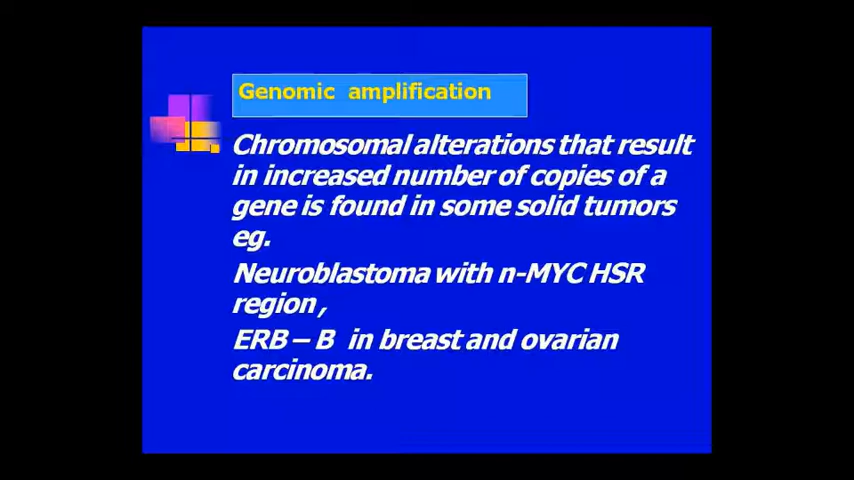 Genomic amplification
Chromosomal alterations that result
in increased number of copies of a
gene is found in some solid tumors
eg.
Neuroblastoma with n-MYC HSR
region ,
ERB – B in breast and ovarian
carcinoma.